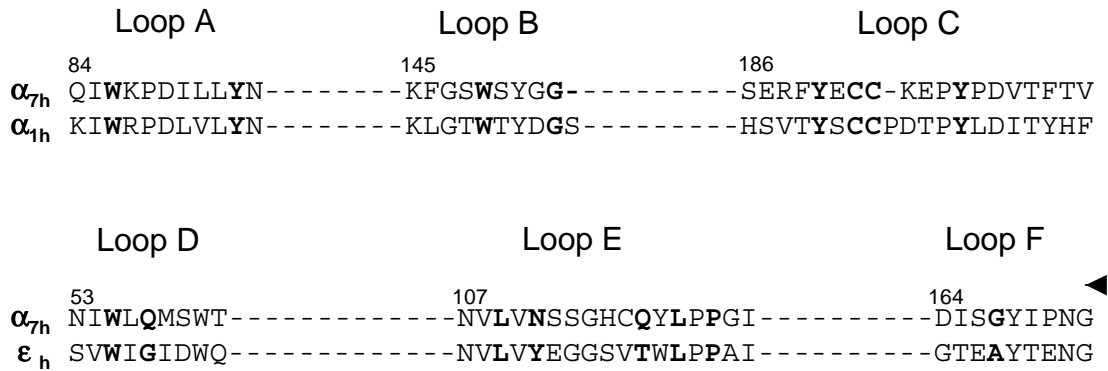 Loop A Loop B Loop C
84 145 186
α7h QIWKPDILLYN---------KFGSWSYGG----------SERFYECC-KEPYPDVTFTV
α1h KIWRPDLVLYN---------KLGTWTYDGS---------HSVTYSCCPDTPYLDITYHF
Loop D Loop E Loop F
53 107 164
α7h NIWLQMSWT-------------NVLVNSSGHCQYLPPGI----------DISGYIPNG
εh SVWIGIDWQ-------------NVLVYEGGSVTWLPPAI----------GTEAYTENG